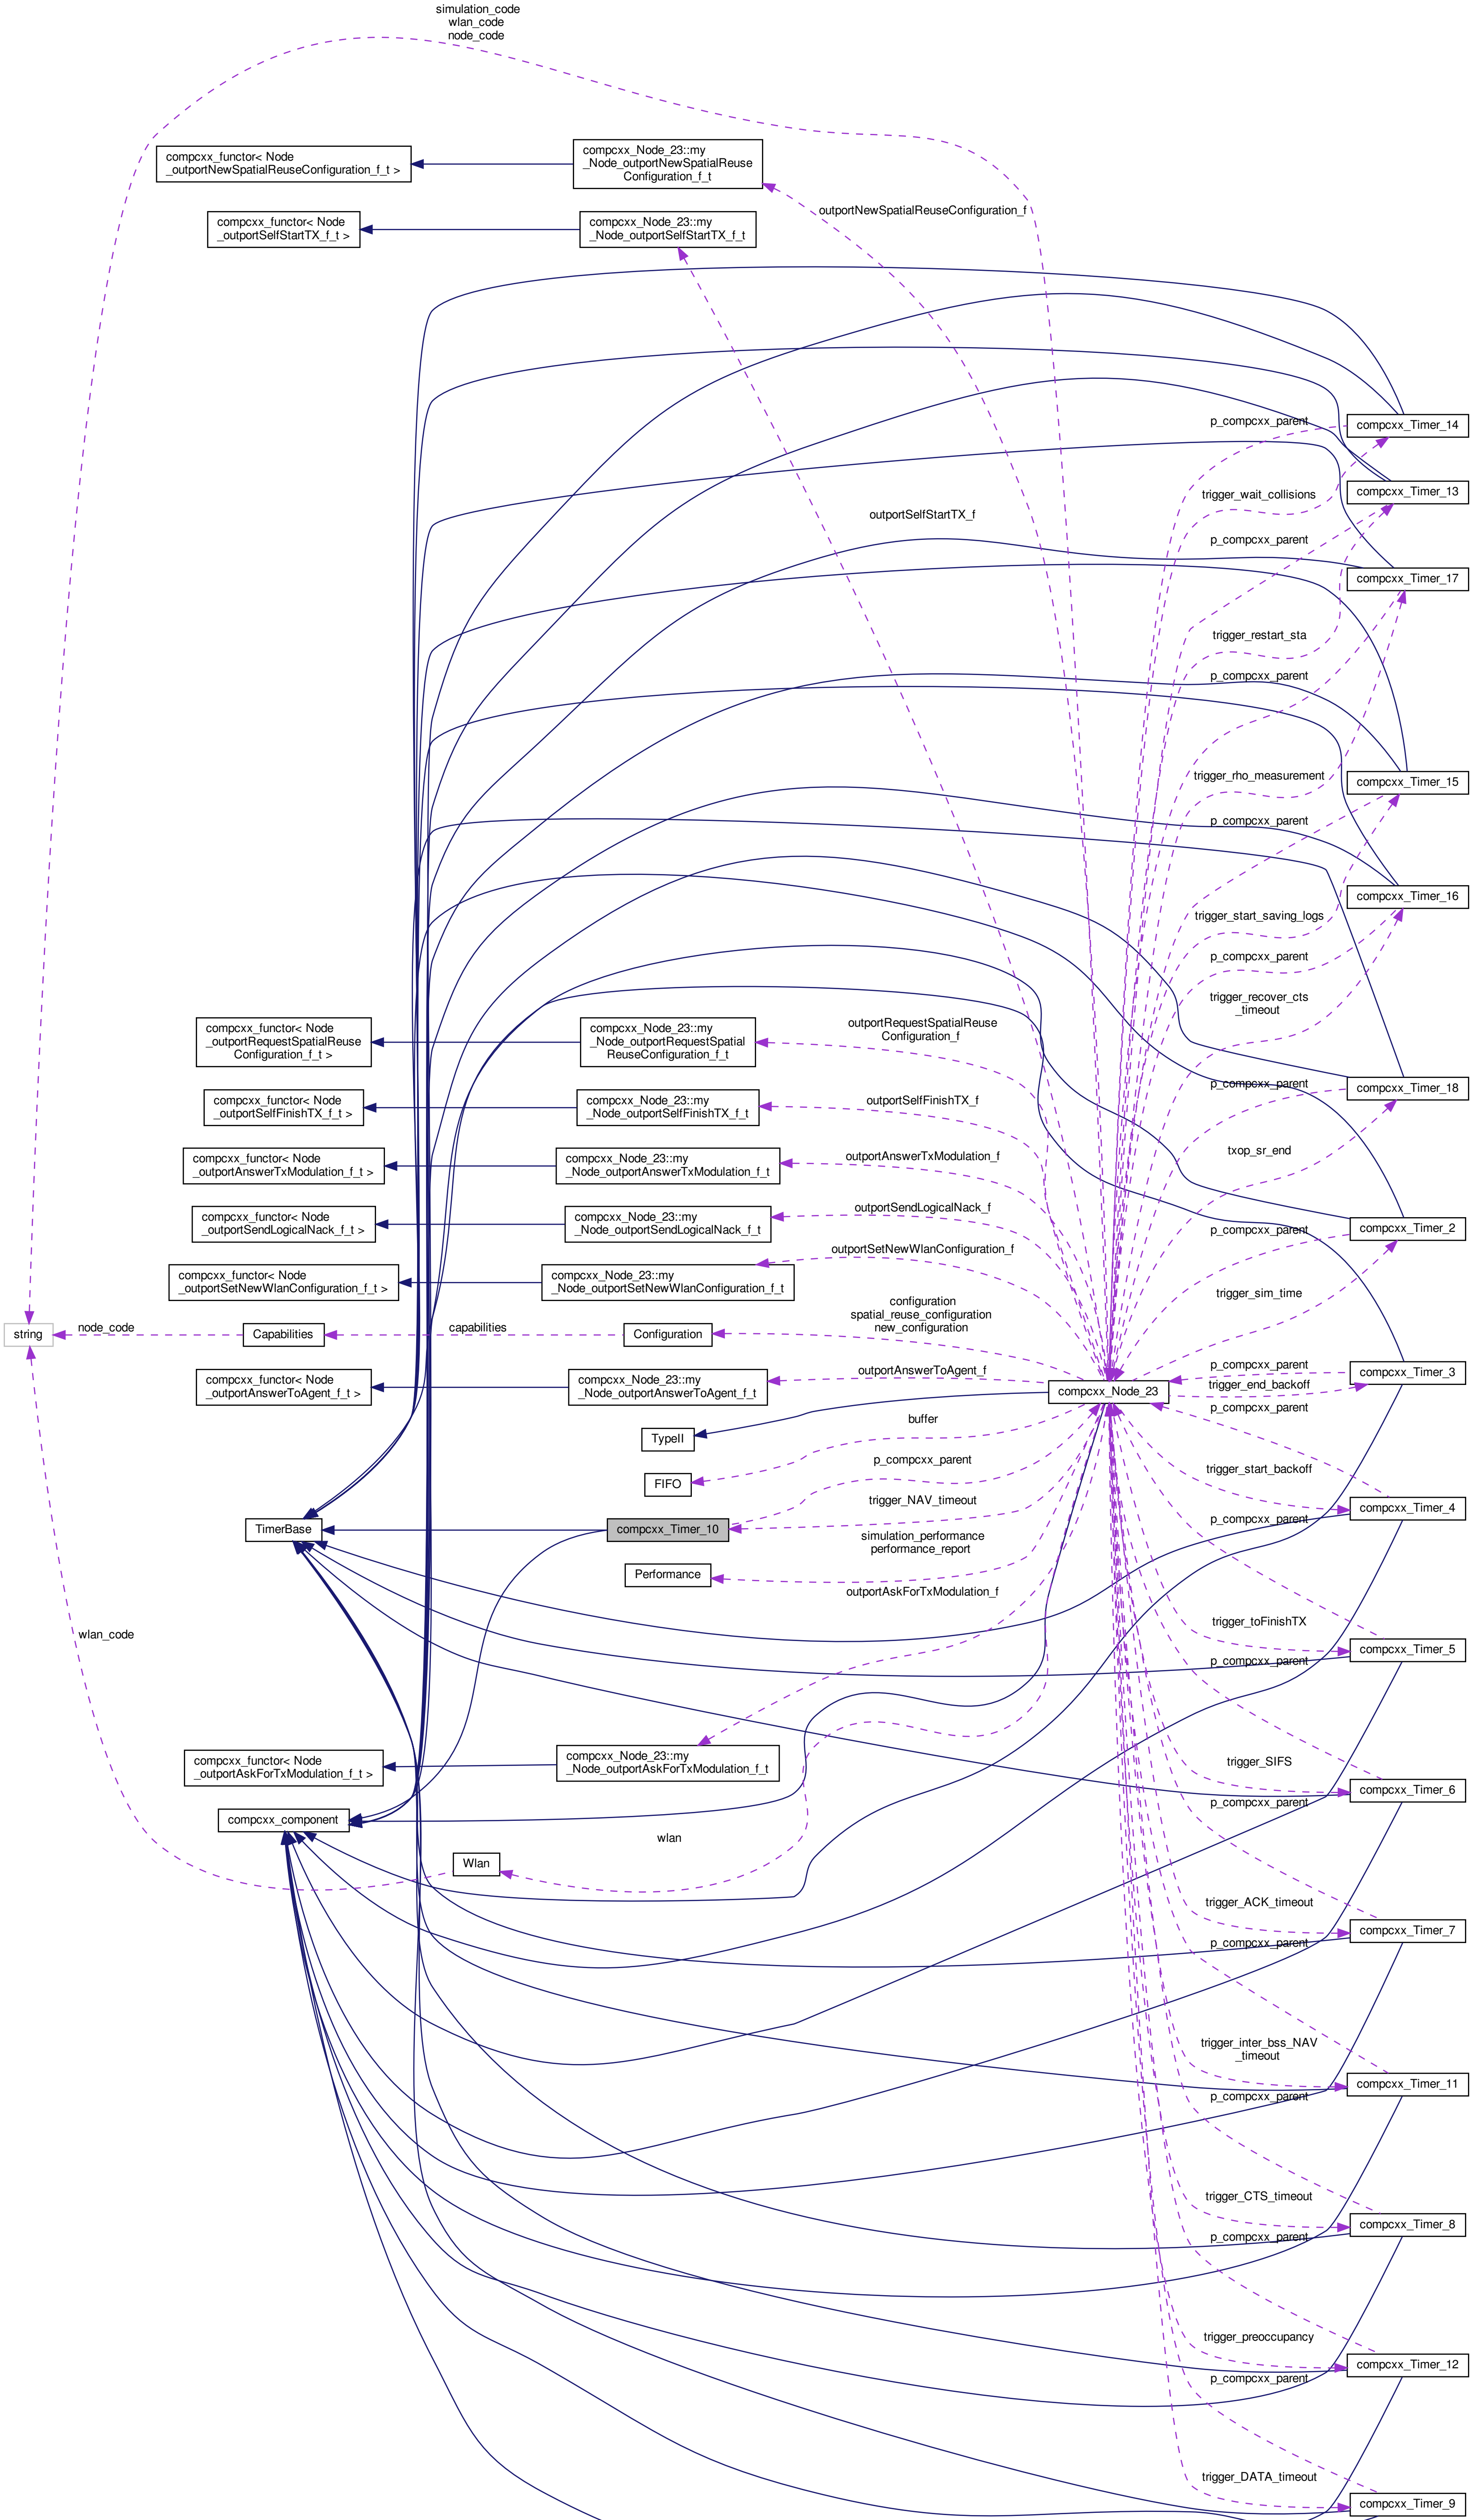 simulation_code
wlan_code
node_code
compcxx_functor< Node
_outportNewSpatialReuseConfiguration_f_t >
compcxx_Node_23::my
_Node_outportNewSpatialReuse
Configuration_f_t
outportNewSpatialReuseConfiguration_f
compcxx_functor< Node
_outportSelfStartTX_f_t >
compcxx_Node_23::my
_Node_outportSelfStartTX_f_t
p_compcxx_parent
compcxx_Timer_14
trigger_wait_collisions
compcxx_Timer_13
outportSelfStartTX_f
p_compcxx_parent
compcxx_Timer_17
trigger_restart_sta
p_compcxx_parent
trigger_rho_measurement
compcxx_Timer_15
p_compcxx_parent
compcxx_Timer_16
trigger_start_saving_logs
p_compcxx_parent
trigger_recover_cts
_timeout
compcxx_functor< Node
_outportRequestSpatialReuse
Configuration_f_t >
compcxx_Node_23::my
_Node_outportRequestSpatial
ReuseConfiguration_f_t
outportRequestSpatialReuse
Configuration_f
p_compcxx_parent
compcxx_Timer_18
compcxx_functor< Node
_outportSelfFinishTX_f_t >
compcxx_Node_23::my
_Node_outportSelfFinishTX_f_t
outportSelfFinishTX_f
txop_sr_end
compcxx_functor< Node
_outportAnswerTxModulation_f_t >
compcxx_Node_23::my
_Node_outportAnswerTxModulation_f_t
outportAnswerTxModulation_f
compcxx_functor< Node
_outportSendLogicalNack_f_t >
compcxx_Node_23::my
_Node_outportSendLogicalNack_f_t
outportSendLogicalNack_f
p_compcxx_parent
compcxx_Timer_2
compcxx_functor< Node
_outportSetNewWlanConfiguration_f_t >
compcxx_Node_23::my
_Node_outportSetNewWlanConfiguration_f_t
outportSetNewWlanConfiguration_f
trigger_sim_time
string
node_code
Capabilities
capabilities
Configuration
configuration
spatial_reuse_configuration
new_configuration
compcxx_functor< Node
_outportAnswerToAgent_f_t >
compcxx_Node_23::my
_Node_outportAnswerToAgent_f_t
outportAnswerToAgent_f
compcxx_Node_23
p_compcxx_parent
trigger_end_backoff
compcxx_Timer_3
p_compcxx_parent
TypeII
buffer
FIFO
p_compcxx_parent
trigger_start_backoff
compcxx_Timer_4
trigger_NAV_timeout
p_compcxx_parent
TimerBase
compcxx_Timer_10
simulation_performance
performance_report
Performance
outportAskForTxModulation_f
wlan_code
trigger_toFinishTX
compcxx_Timer_5
p_compcxx_parent
compcxx_functor< Node
_outportAskForTxModulation_f_t >
compcxx_Node_23::my
_Node_outportAskForTxModulation_f_t
trigger_SIFS
compcxx_Timer_6
p_compcxx_parent
compcxx_component
wlan
Wlan
trigger_ACK_timeout
compcxx_Timer_7
p_compcxx_parent
trigger_inter_bss_NAV
_timeout
compcxx_Timer_11
p_compcxx_parent
trigger_CTS_timeout
compcxx_Timer_8
p_compcxx_parent
trigger_preoccupancy
compcxx_Timer_12
p_compcxx_parent
trigger_DATA_timeout
compcxx_Timer_9